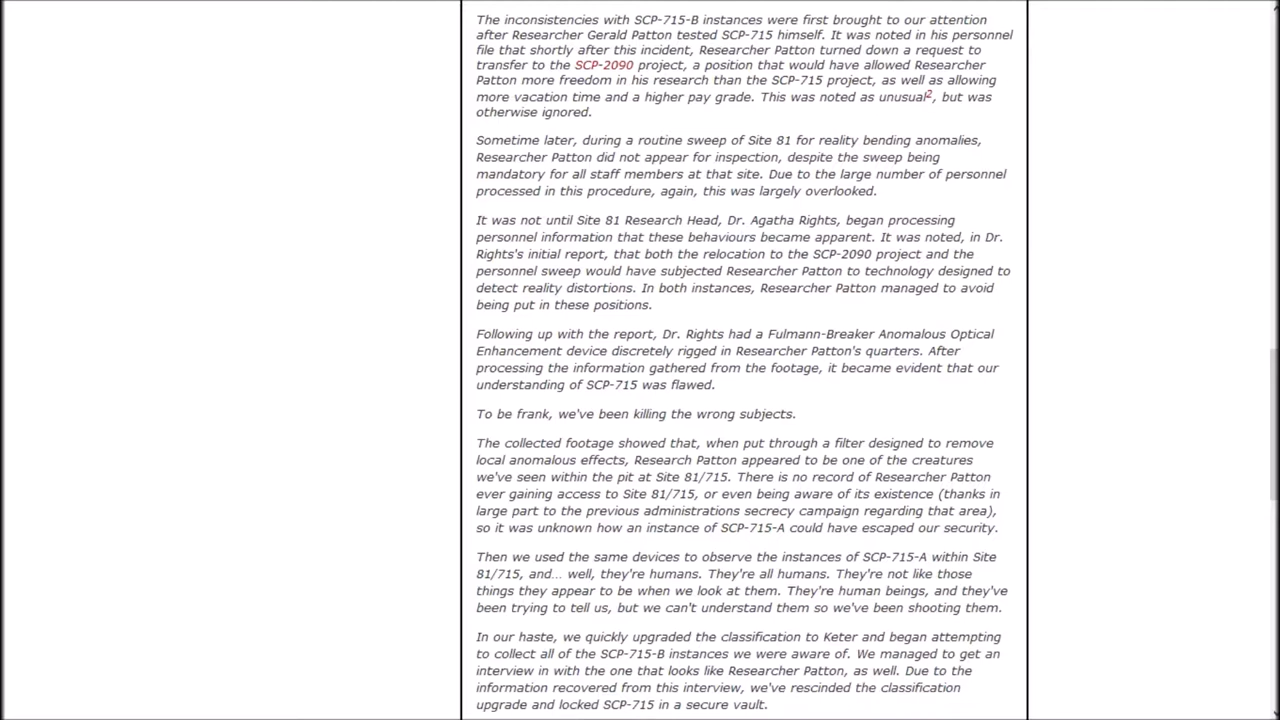 The inconsistencies with SCP-715-B instances were first brought to our attention
after Researcher Gerald Patton tested SCP-715 himself. It was noted in his personnel
file that shortly after this incident, Researcher Patton turned down a request to
transfer to the SCP-2090 project, a position that would have allowed Researcher
Patton more freedom in his research than the SCP-715 project, as well as allowing
more vacation time and a higher pay grade. This was noted as unusual2, but was
otherwise ignored.
Sometime later, during a routine sweep of Site 81 for reality bending anomalies,
Researcher Patton did not appear for inspection, despite the sweep being
mandatory for all staff members at that site. Due to the large number of personnel
processed in this procedure, again, this was largely overlooked.
It was not until Site 81 Research Head, Dr. Agatha Rights, began processing
personnel information that these behaviours became apparent. It was noted, in Dr.
Rights's initial report, that both the relocation to the SCP-2090 project and the
personnel sweep would have subjected Researcher Patton to technology designed to
detect reality distortions. In both instances, Researcher Patton managed to avoid
being put in these positions.
Following up with the report, Dr. Rights had a Fulmann-Breaker Anomalous Optical
Enhancement device discretely rigged in Researcher Patton's quarters. After
processing the information gathered from the footage, it became evident that our
understanding of SCP-715 was flawed.
To be frank, we've been killing the wrong subjects.
The collected footage showed that, when put through a filter designed to remove
local anomalous effects, Research Patton appeared to be one of the creatures
we've seen within the pit at Site 81/715. There is no record of Researcher Patton
ever gaining access to Site 81/715, or even being aware of its existence (thanks in
large part to the previous administrations secrecy campaign regarding that area),
so it was unknown how an instance of SCP-715-A could have escaped our security.
Then we used the same devices to observe the instances of SCP-715-A within Site
81/715, and... well, they're humans. They're all humans. They're not like those
things they appear to be when we look at them. They're human beings, and they've
been trying to tell us, but we can't understand them so we've been shooting them.
In our haste, we quickly upgraded the classification to Keter and began attempting
to collect all of the SCP-715-B instances we were aware of. We managed to get an
interview in with the one that looks like Researcher Patton, as well. Due to the
information recovered from this interview, we've rescinded the classification
upgrade and locked SCP-715 in a secure vault.